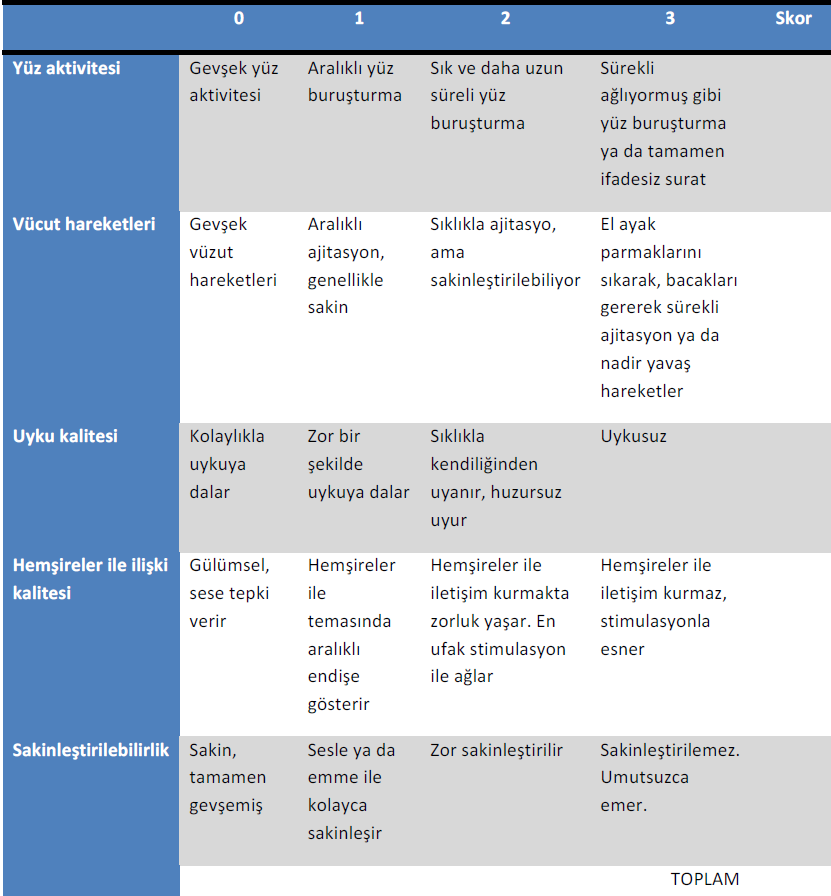 0 1 2 3 Skor
Yüz aktivitesi
Gevşek yüz
aktivitesi
Aralıklı yüz
buruşturma
Sık ve daha uzun
süreli yüz
buruşturma
Sürekli
ağlıyormuş gibi
yüz buruşturma
ya da tamamen
ifadesiz surat
Vücut hareketleri
Gevşek
vüzut
hareketleri
Aralıklı
ajitasyon,
genellikle
sakin
Sıklıkla ajitasyo,
ama
sakinleştirilebiliyor
El ayak
parmaklarını
sıkarak, bacakları
gererek sürekli
ajitasyon ya da
nadir yavaş
hareketler
Uyku kalitesi
Kolaylıkla
uykuya
dalar
Zor bir
şekilde
uykuya dalar
Sıklıkla
kendiliğinden
uyanır, huzursuz
uyur
Uykusuz
Hemşireler ile ilişki
kalitesi
Gülümsel,
sese tepki
verir
Hemşireler
ile
temasında
aralıklı
endişe
gösterir
Hemşireler ile
iletişim kurmakta
zorluk yaşar. En
ufak stimulasyon
ile ağlar
Hemşireler ile
iletişim kurmaz,
stimulasyonla
esner
Sakinleştirilebilirlik
Sakin,
tamamen
gevşemiş
Sesle ya da
emme ile
kolayca
sakinleşir
Zor sakinleştirilir
Sakinleştirilemez.
Umutsuzca
emer.
TOPLAM